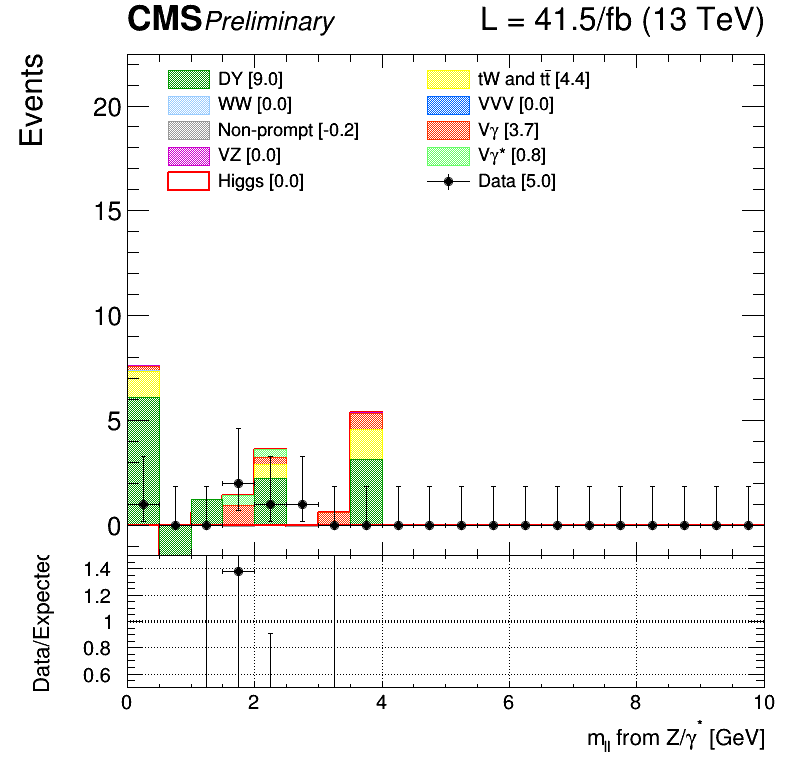 CMS Preliminary L = 41.5/fb (13 TeV)
Events
DY [9.0]
WW [0.0]
Non-prompt [-0.2]
VZ [0.0]
Higgs [0.0]
tW and tt̄ [4.4]
VVV [0.0]
Vγ [3.7]
Vγ* [0.8]
Data [5.0]
20
15
10
5
0
Data/Expected
1.4
1.2
1
0.8
0.6
0 2 4 6 8 10
m_ll from Z/γ* [GeV]